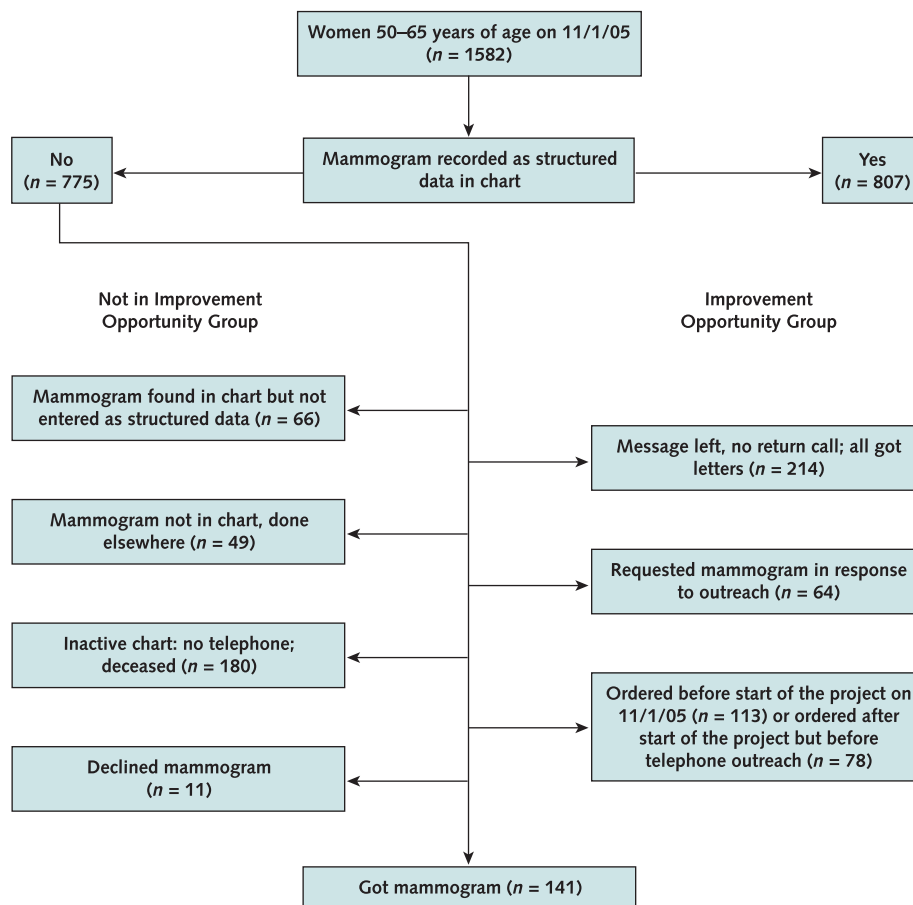 Women 50–65 years of age on 11/1/05
(n = 1582)
No
(n = 775)
Mammogram recorded as structured
data in chart
Yes
(n = 807)
Not in Improvement
Opportunity Group
Improvement
Opportunity Group
Mammogram found in chart but not
entered as structured data (n = 66)
Message left, no return call; all got
letters (n = 214)
Mammogram not in chart, done
elsewhere (n = 49)
Requested mammogram in response
to outreach (n = 64)
Inactive chart: no telephone;
deceased (n = 180)
Ordered before start of the project on
11/1/05 (n = 113) or ordered after
start of the project but before
telephone outreach (n = 78)
Declined mammogram
(n = 11)
Got mammogram (n = 141)